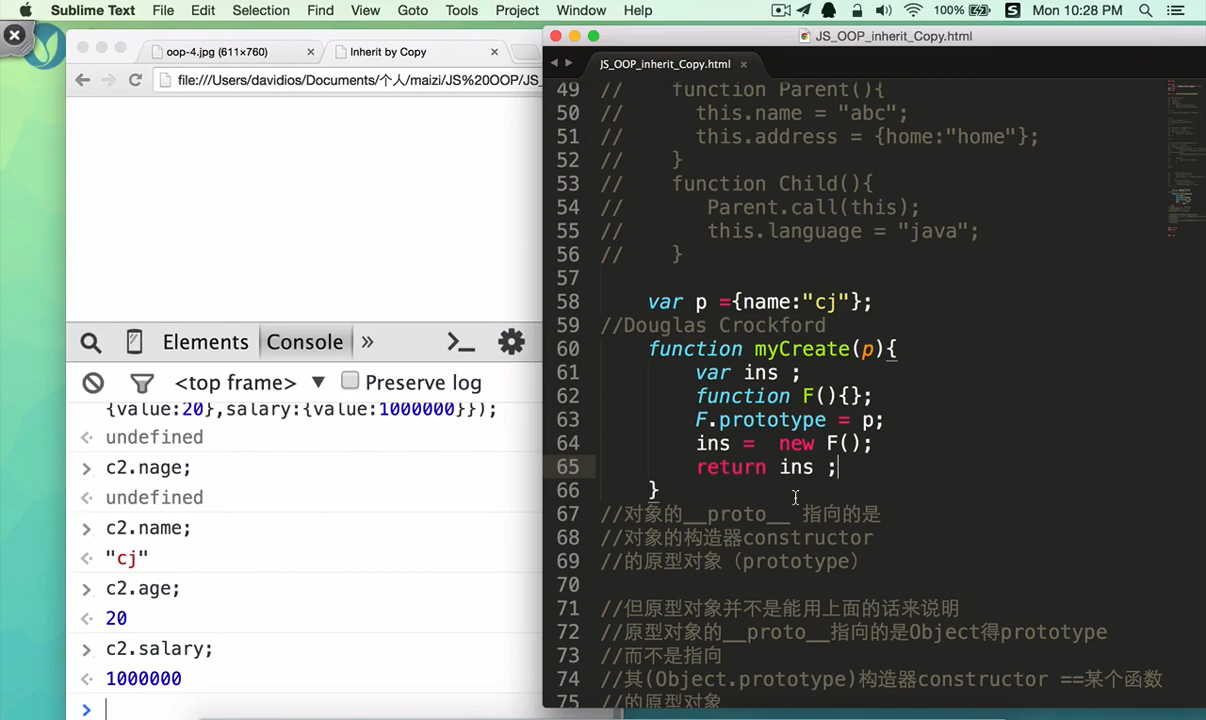 Sublime Text File Edit Selection Find View Goto Tools Project Window Help 100% S Mon 10:28 PM
oop-4.jpg (611×760) × Inherit by Copy ×
file:///Users/davidios/Documents/个人/maizi/JS%20OOP/JS_
Elements Console »
<top frame> ▼ Preserve log
{value:20},salary:{value:1000000}});
undefined
c2.nage;
undefined
c2.name;
"cj"
c2.age;
20
c2.salary;
1000000
JS_OOP_inherit_Copy.html
JS_OOP_inherit_Copy.html ×
49 // function Parent(){
50 // this.name = "abc";
51 // this.address = {home:"home"};
52 // }
53 // function Child(){
54 // Parent.call(this);
55 // this.language = "java";
56 // }
57
58 var p ={name:"cj"};
59 //Douglas Crockford
60 function myCreate(p){
61 var ins ;
62 function F(){};
63 F.prototype = p;
64 ins = new F();
65 return ins ;
66 }
67 //对象的__proto__ 指向的是
68 //对象的构造器constructor
69 //的原型对象（prototype）
70
71 //但原型对象并不是能用上面的话来说明
72 //原型对象的__proto__指向的是Object得prototype
73 //而不是指向
74 //其(Object.prototype)构造器constructor ==某个函数
75 //的原型对象